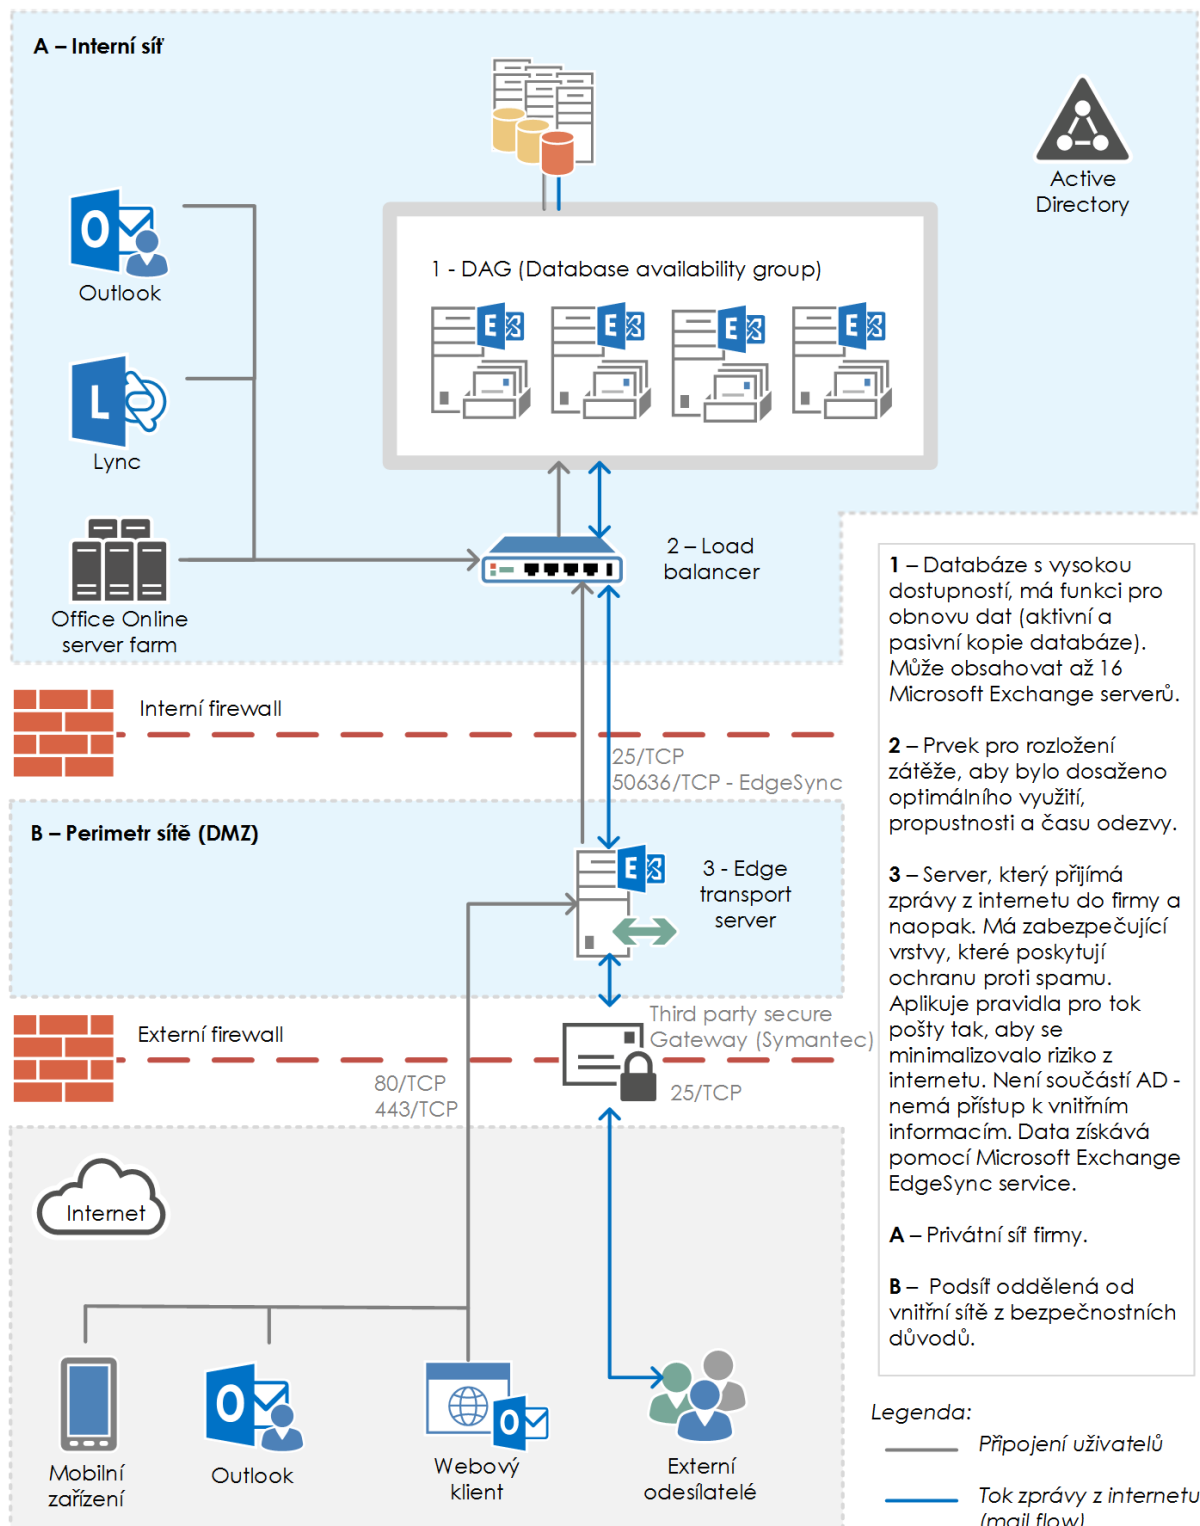 A – Interní síť
Active
Directory
1 - DAG (Database availability group)
Outlook
Lync
Office Online
server farm
2 – Load
balancer
Interní firewall
25/TCP
50636/TCP - EdgeSync
B – Perimetr sítě (DMZ)
3 - Edge
transport
server
Externí firewall
Third party secure
Gateway (Symantec)
80/TCP
443/TCP
25/TCP
Internet
Mobilní
zařízení
Outlook
Webový
klient
Externí
odesílatelé
1 – Databáze s vysokou
dostupností, má funkci pro
obnovu dat (aktivní a
pasivní kopie databáze).
Může obsahovat až 16
Microsoft Exchange serverů.
2 – Prvek pro rozložení
zátěže, aby bylo dosaženo
optimálního využití,
propustnosti a času odezvy.
3 – Server, který přijímá
zprávy z internetu do firmy a
naopak. Má zabezpečující
vrstvy, které poskytují
ochranu proti spamu.
Aplikuje pravidla pro tok
pošty tak, aby se
minimalizovalo riziko z
internetu. Není součástí AD -
nemá přístup k vnitřním
informacím. Data získává
pomocí Microsoft Exchange
EdgeSync service.
A – Privátní síť firmy.
B – Podsíť oddělená od
vnitřní sítě z bezpečnostních
důvodů.
Legenda:
Připojení uživatelů
Tok zprávy z internetu
(mail flow)